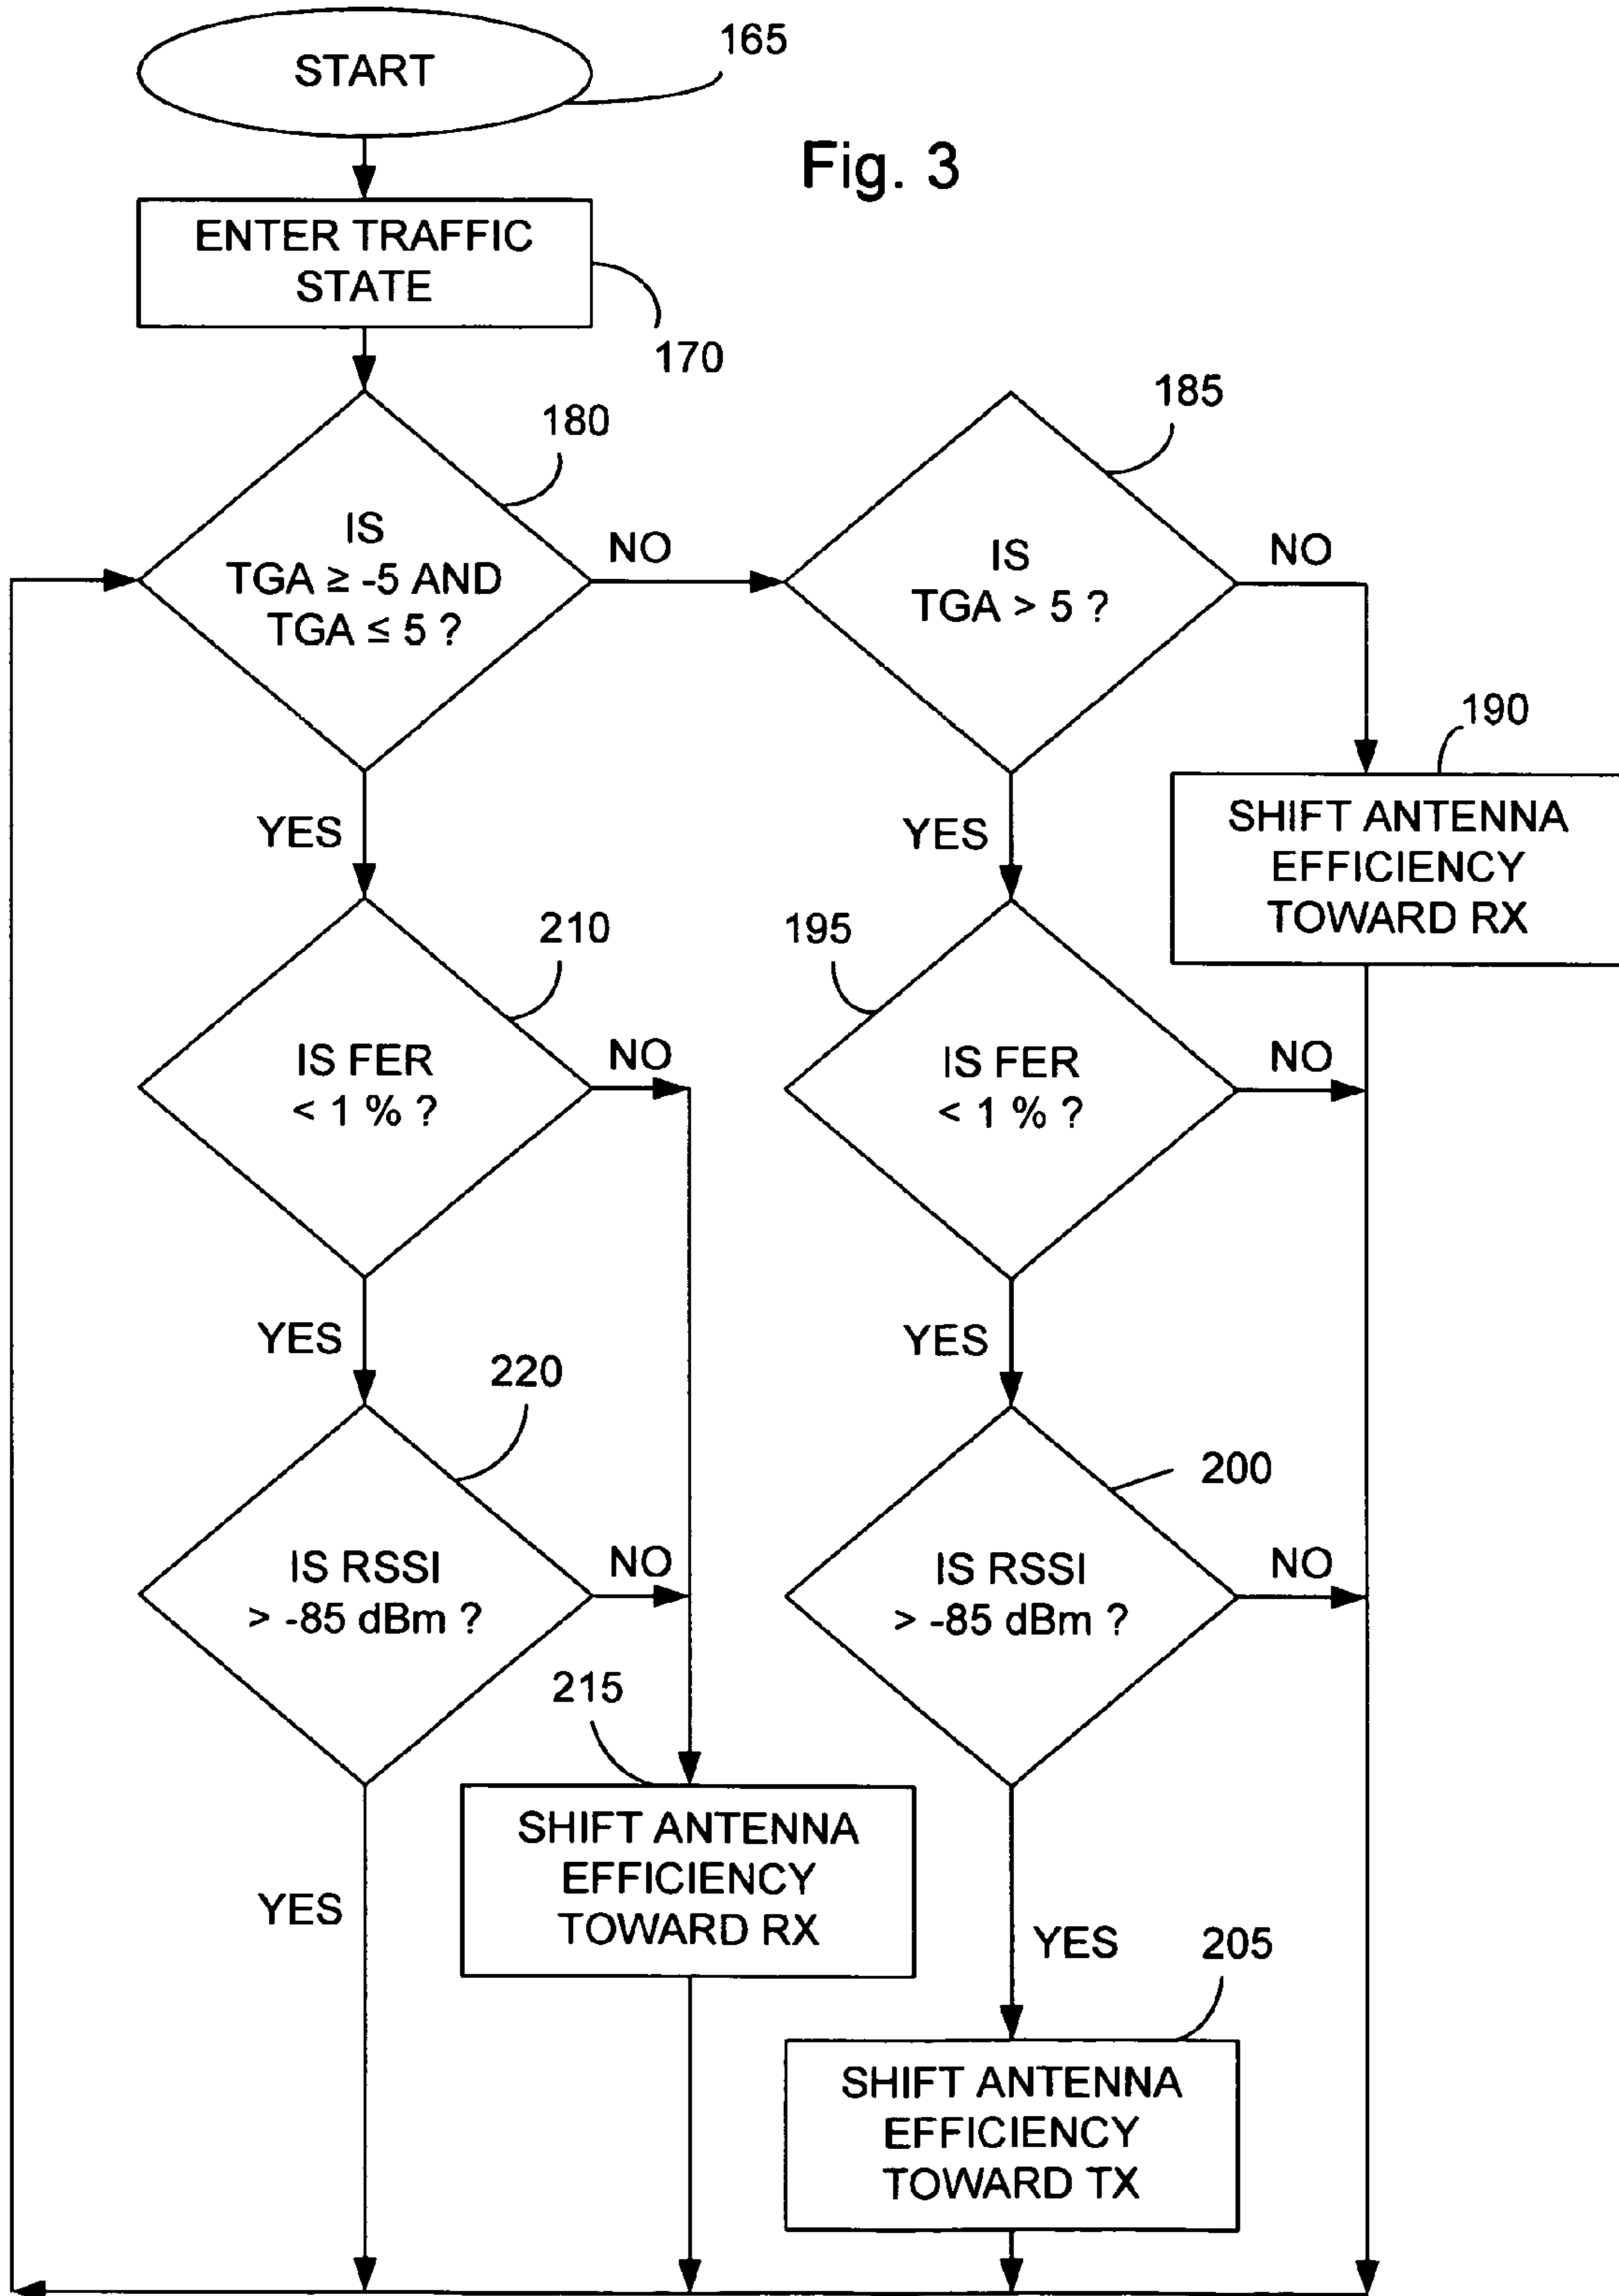 START
165
Fig. 3
ENTER TRAFFIC
STATE
170
180
IS
TGA ≥ -5 AND
TGA ≤ 5 ?
NO
185
IS
TGA > 5 ?
NO
190
SHIFT ANTENNA
EFFICIENCY
TOWARD RX
YES
YES
210
IS FER
< 1 % ?
NO
195
IS FER
< 1 % ?
NO
YES
YES
220
IS RSSI
> -85 dBm ?
NO
200
IS RSSI
> -85 dBm ?
NO
215
SHIFT ANTENNA
EFFICIENCY
TOWARD RX
YES
YES
205
SHIFT ANTENNA
EFFICIENCY
TOWARD TX